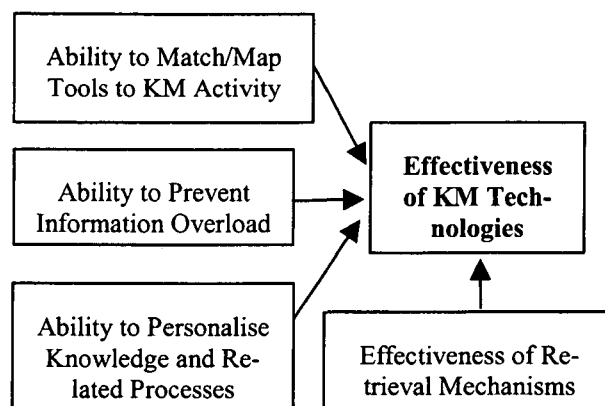 Ability to Match/Map
Tools to KM Activity
Effectiveness
of KM Tech-
nologies
Ability to Prevent
Information Overload
Ability to Personalise
Knowledge and Re-
lated Processes
Effectiveness of Re-
trieval Mechanisms